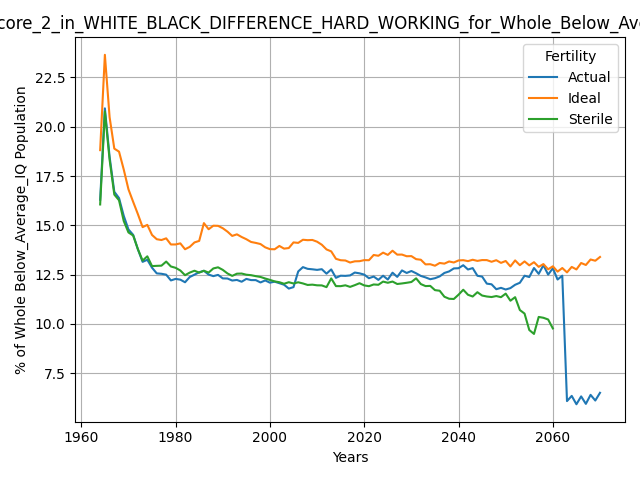 core_2_in_WHITE_BLACK_DIFFERENCE_HARD_WORKING_for_Whole_Below_Av
Fertility
Actual
Ideal
Sterile
22.5
20.0
17.5
15.0
12.5
10.0
7.5
% of Whole Below_Average_IQ Population
1960
1980
2000
2020
2040
2060
Years